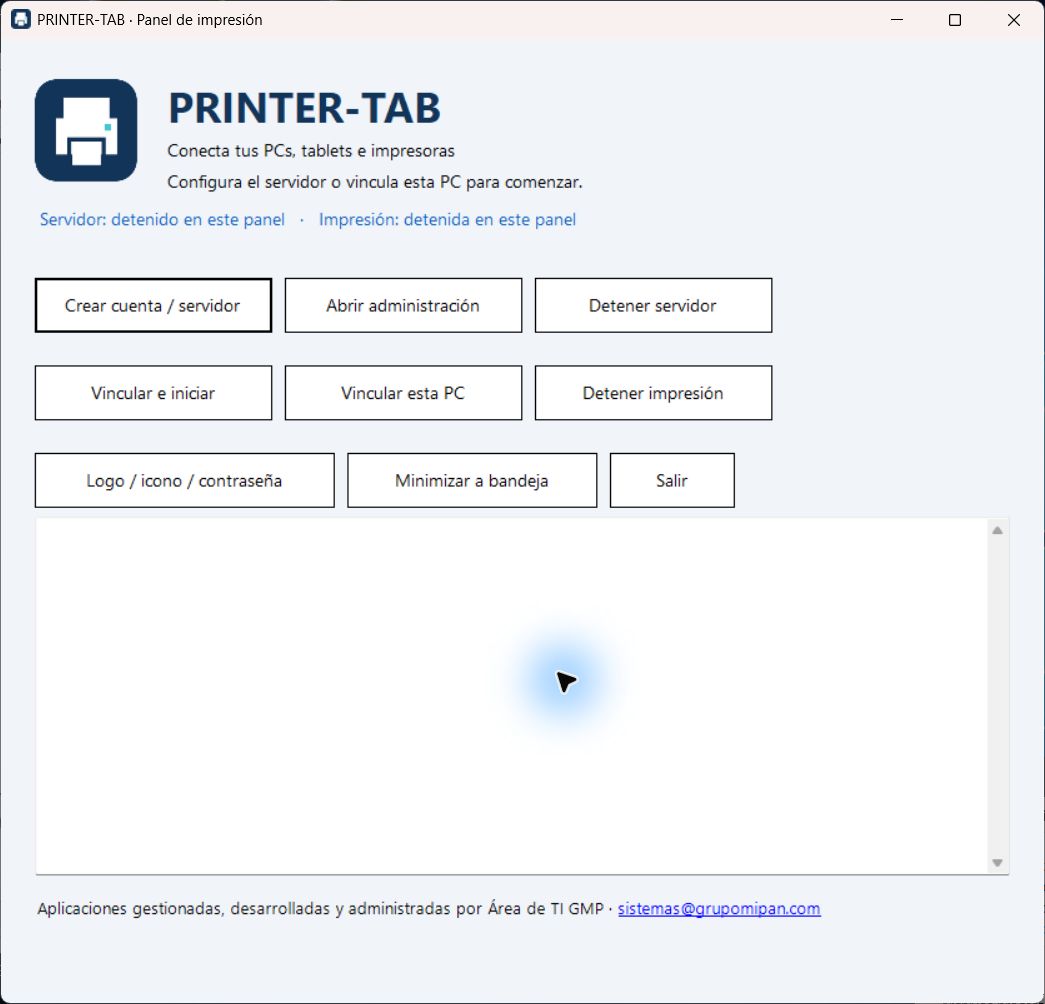 PRINTER-TAB · Panel de impresión
PRINTER-TAB
Conecta tus PCs, tablets e impresoras
Configura el servidor o vincula esta PC para comenzar.
Servidor: detenido en este panel · Impresión: detenida en este panel
Crear cuenta / servidor Abrir administración Detener servidor
Vincular e iniciar Vincular esta PC Detener impresión
Logo / icono / contraseña Minimizar a bandeja Salir
Aplicaciones gestionadas, desarrolladas y administradas por Área de TI GMP · sistemas@grupomipan.com